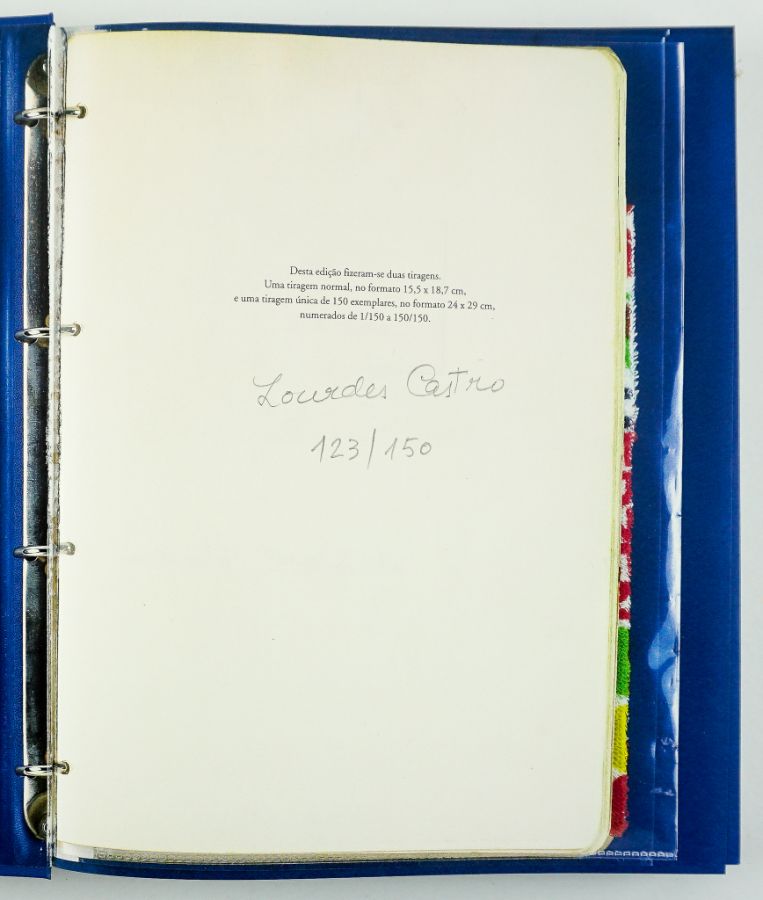 Desta edição fizeram-se duas tiragens.
Uma tiragem normal, no formato 15,5 x 18,7 cm,
e uma tiragem única de 150 exemplares, no formato 24 x 29 cm,
numerados de 1/150 a 150/150.
Lourdes Castro
123/150